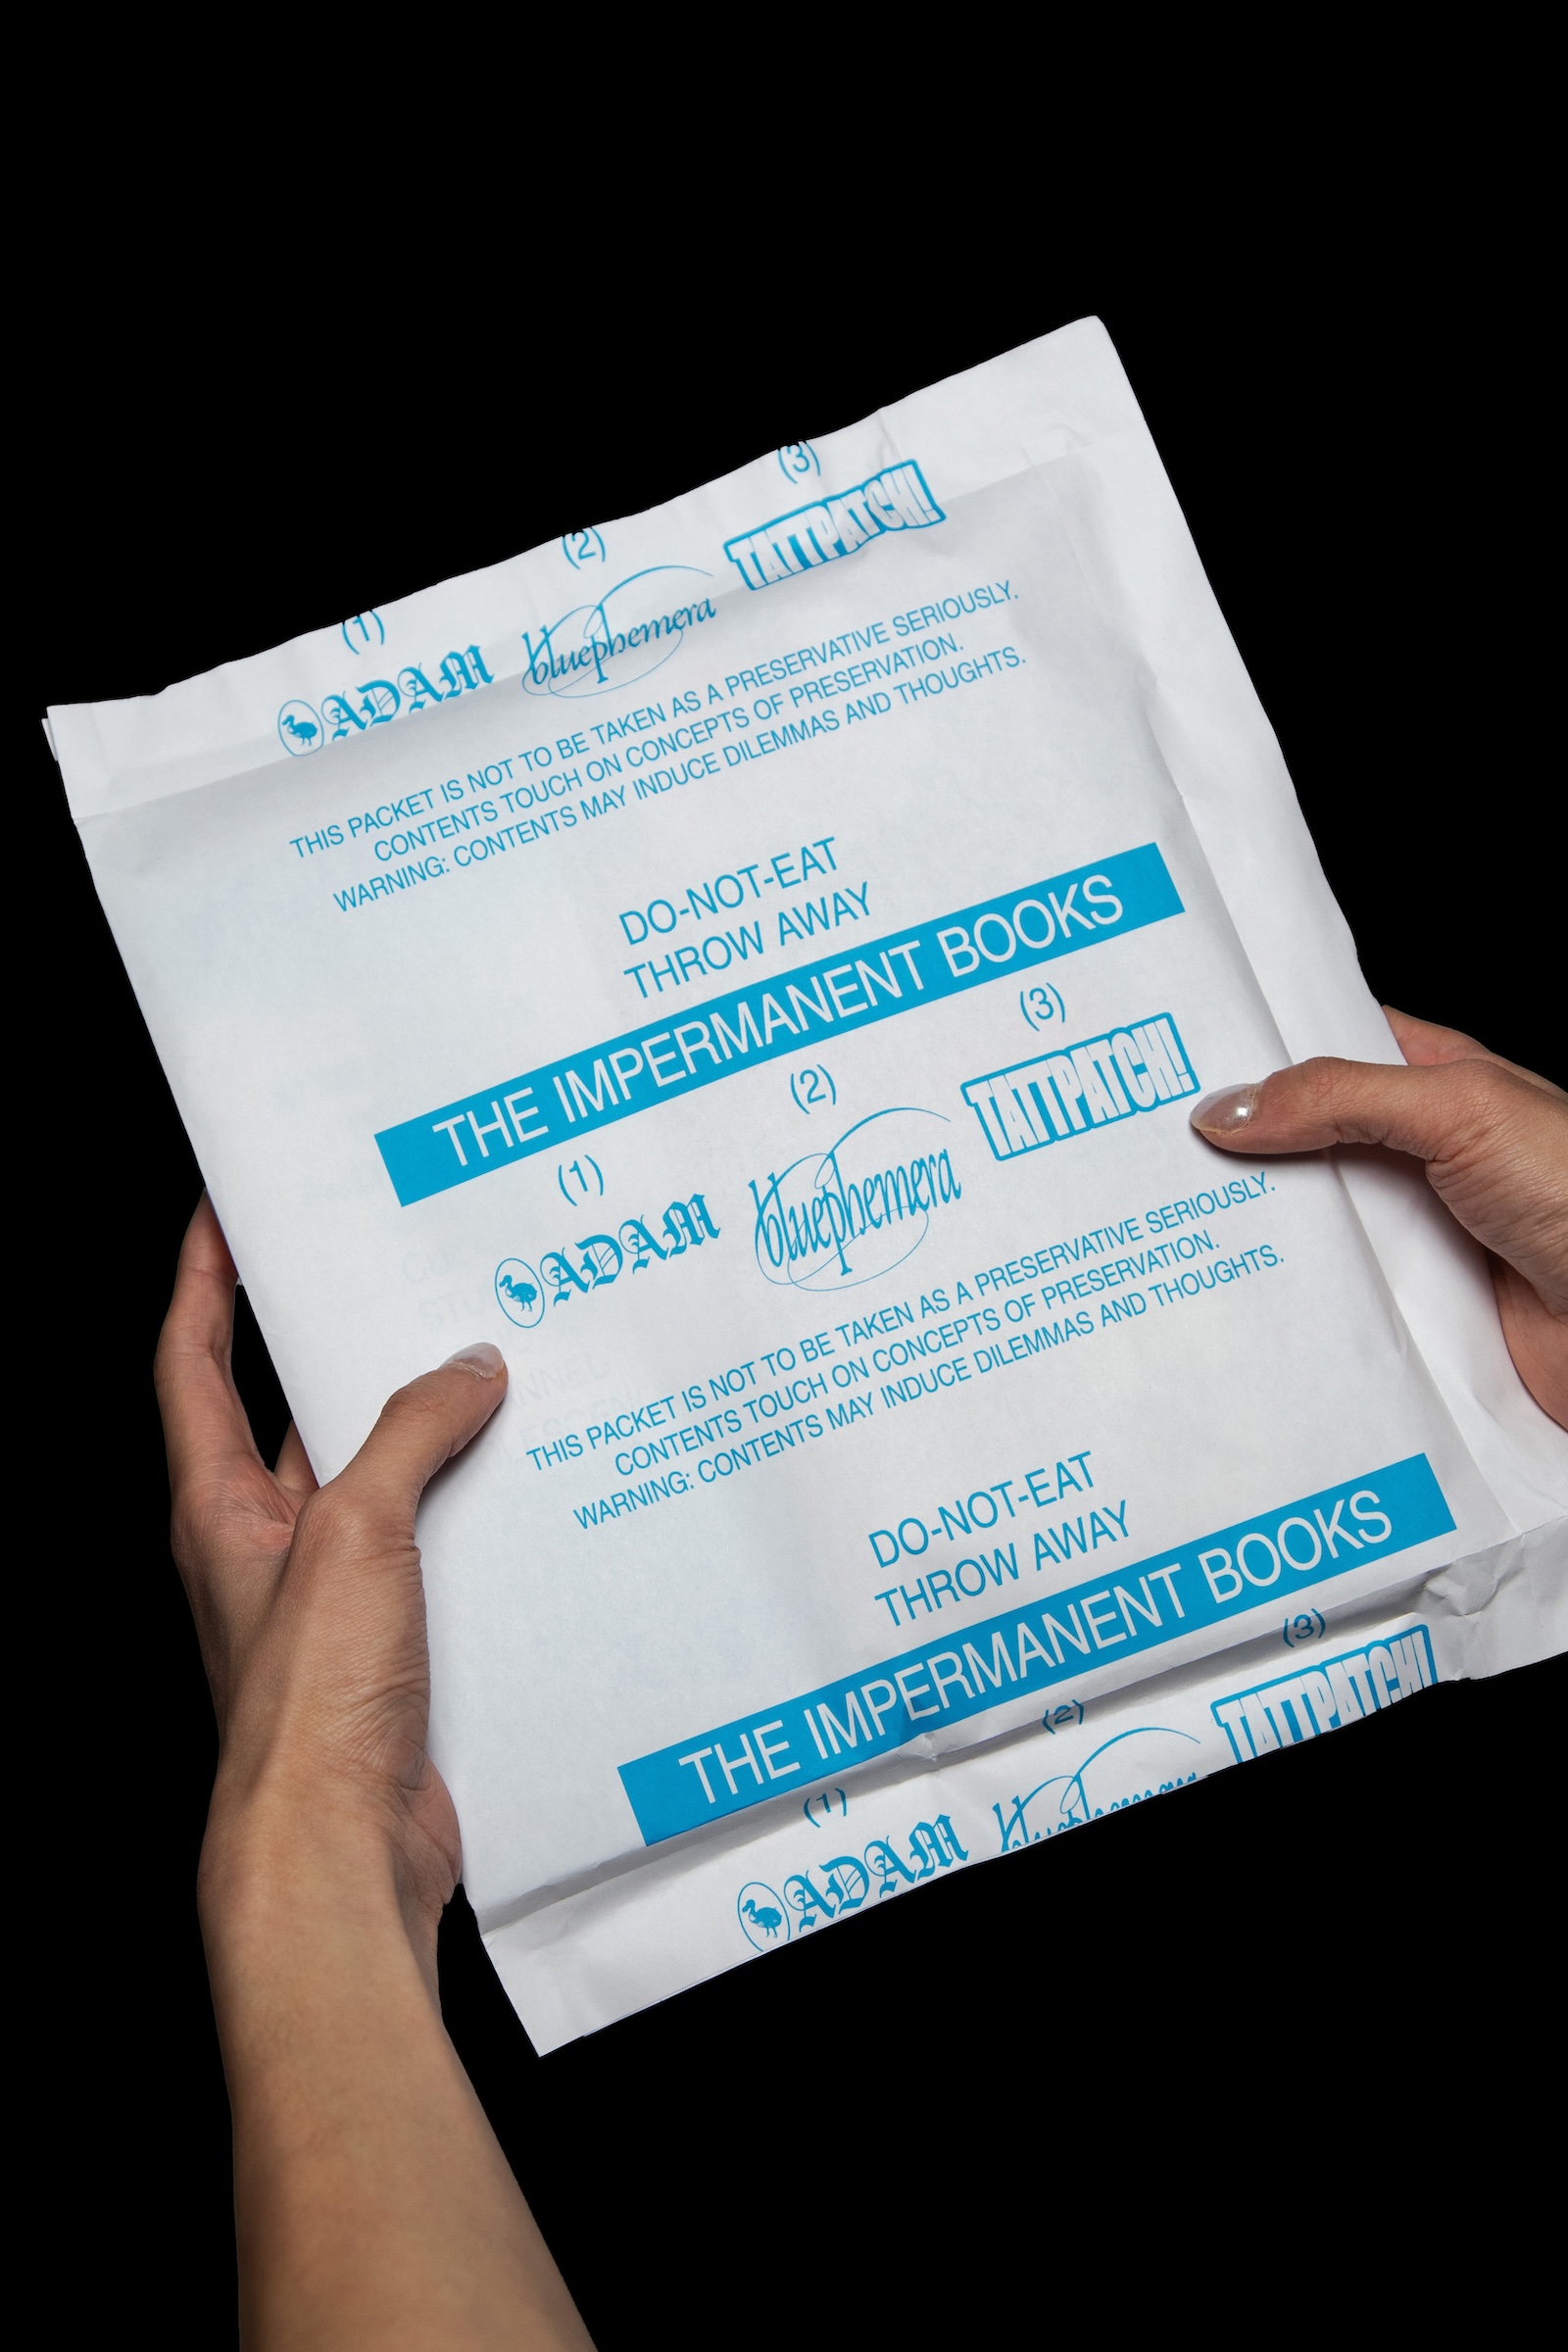 (1) (2) (3)
ADAM bluephemera TATTPATCH!
THIS PACKET IS NOT TO BE TAKEN AS A PRESERVATIVE SERIOUSLY.
CONTENTS TOUCH ON CONCEPTS OF PRESERVATION.
WARNING: CONTENTS MAY INDUCE DILEMMAS AND THOUGHTS.
DO-NOT-EAT
THROW AWAY
THE IMPERMANENT BOOKS
(1) (2) (3)
ADAM bluephemera TATTPATCH!
THIS PACKET IS NOT TO BE TAKEN AS A PRESERVATIVE SERIOUSLY.
CONTENTS TOUCH ON CONCEPTS OF PRESERVATION.
WARNING: CONTENTS MAY INDUCE DILEMMAS AND THOUGHTS.
DO-NOT-EAT
THROW AWAY
THE IMPERMANENT BOOKS
(1) (2) (3)
ADAM bluephemera TATTPATCH!